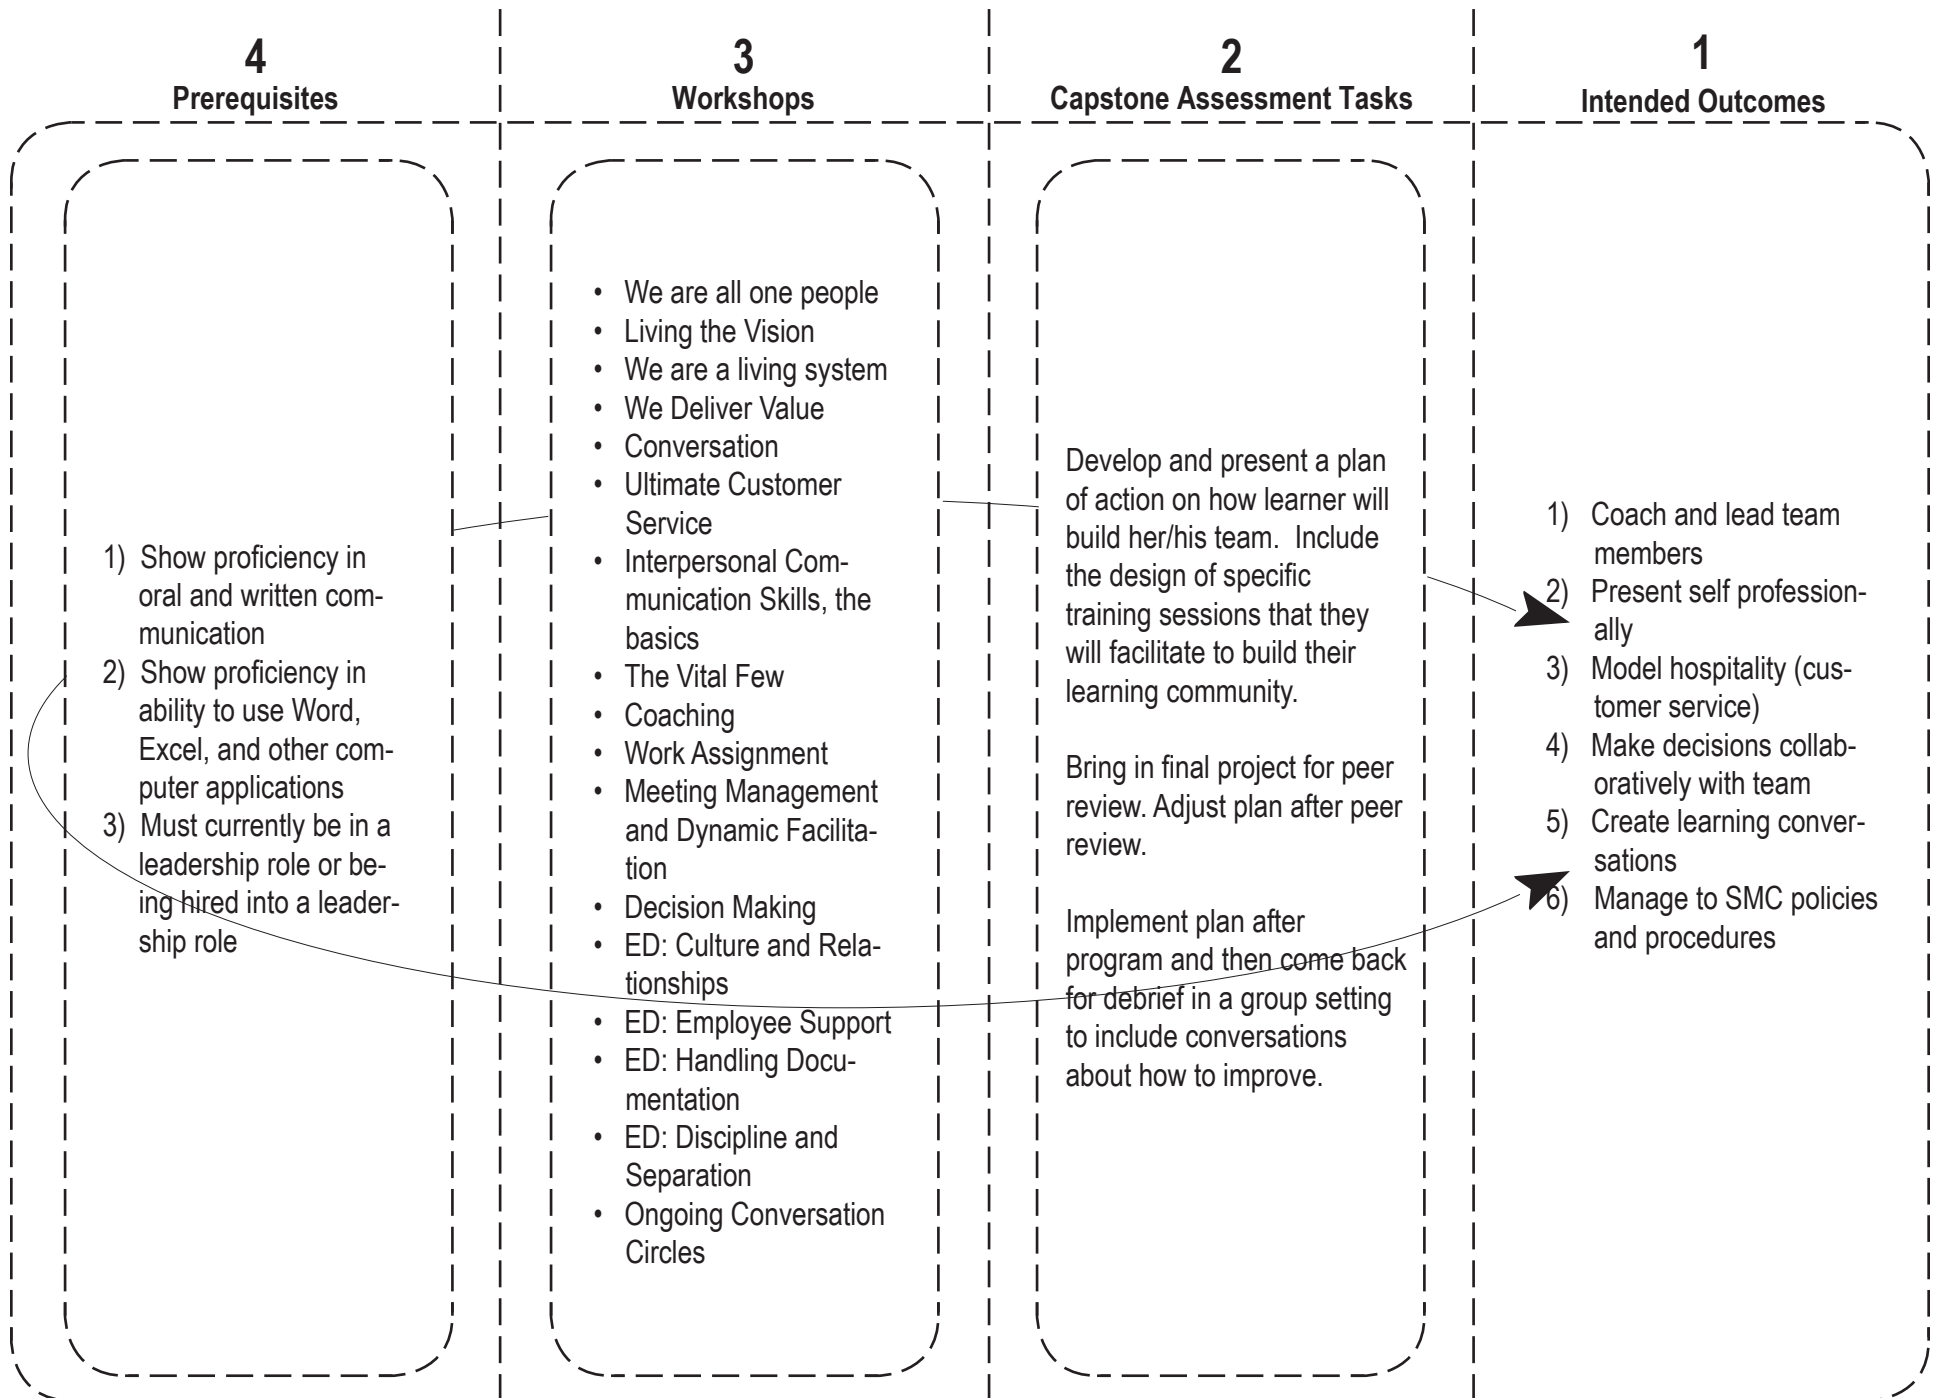 4
Prerequisites
1) Show proficiency in
oral and written com-
munication
2) Show proficiency in
ability to use Word,
Excel, and other com-
puter applications
3) Must currently be in a
leadership role or be-
ing hired into a leader-
ship role
3
Workshops
• We are all one people
• Living the Vision
• We are a living system
• We Deliver Value
• Conversation
• Ultimate Customer
Service
• Interpersonal Com-
munication Skills, the
basics
• The Vital Few
• Coaching
• Work Assignment
• Meeting Management
and Dynamic Facilita-
tion
• Decision Making
• ED: Culture and Rela-
tionships
• ED: Employee Support
• ED: Handling Docu-
mentation
• ED: Discipline and
Separation
• Ongoing Conversation
Circles
2
Capstone Assessment Tasks
Develop and present a plan
of action on how learner will
build her/his team.  Include
the design of specific
training sessions that they
will facilitate to build their
learning community.
Bring in final project for peer
review. Adjust plan after peer
review.
Implement plan after
program and then come back
for debrief in a group setting
to include conversations
about how to improve.
1
Intended Outcomes
1) Coach and lead team
members
2) Present self profession-
ally
3) Model hospitality (cus-
tomer service)
4) Make decisions collab-
oratively with team
5) Create learning conver-
sations
6) Manage to SMC policies
and procedures